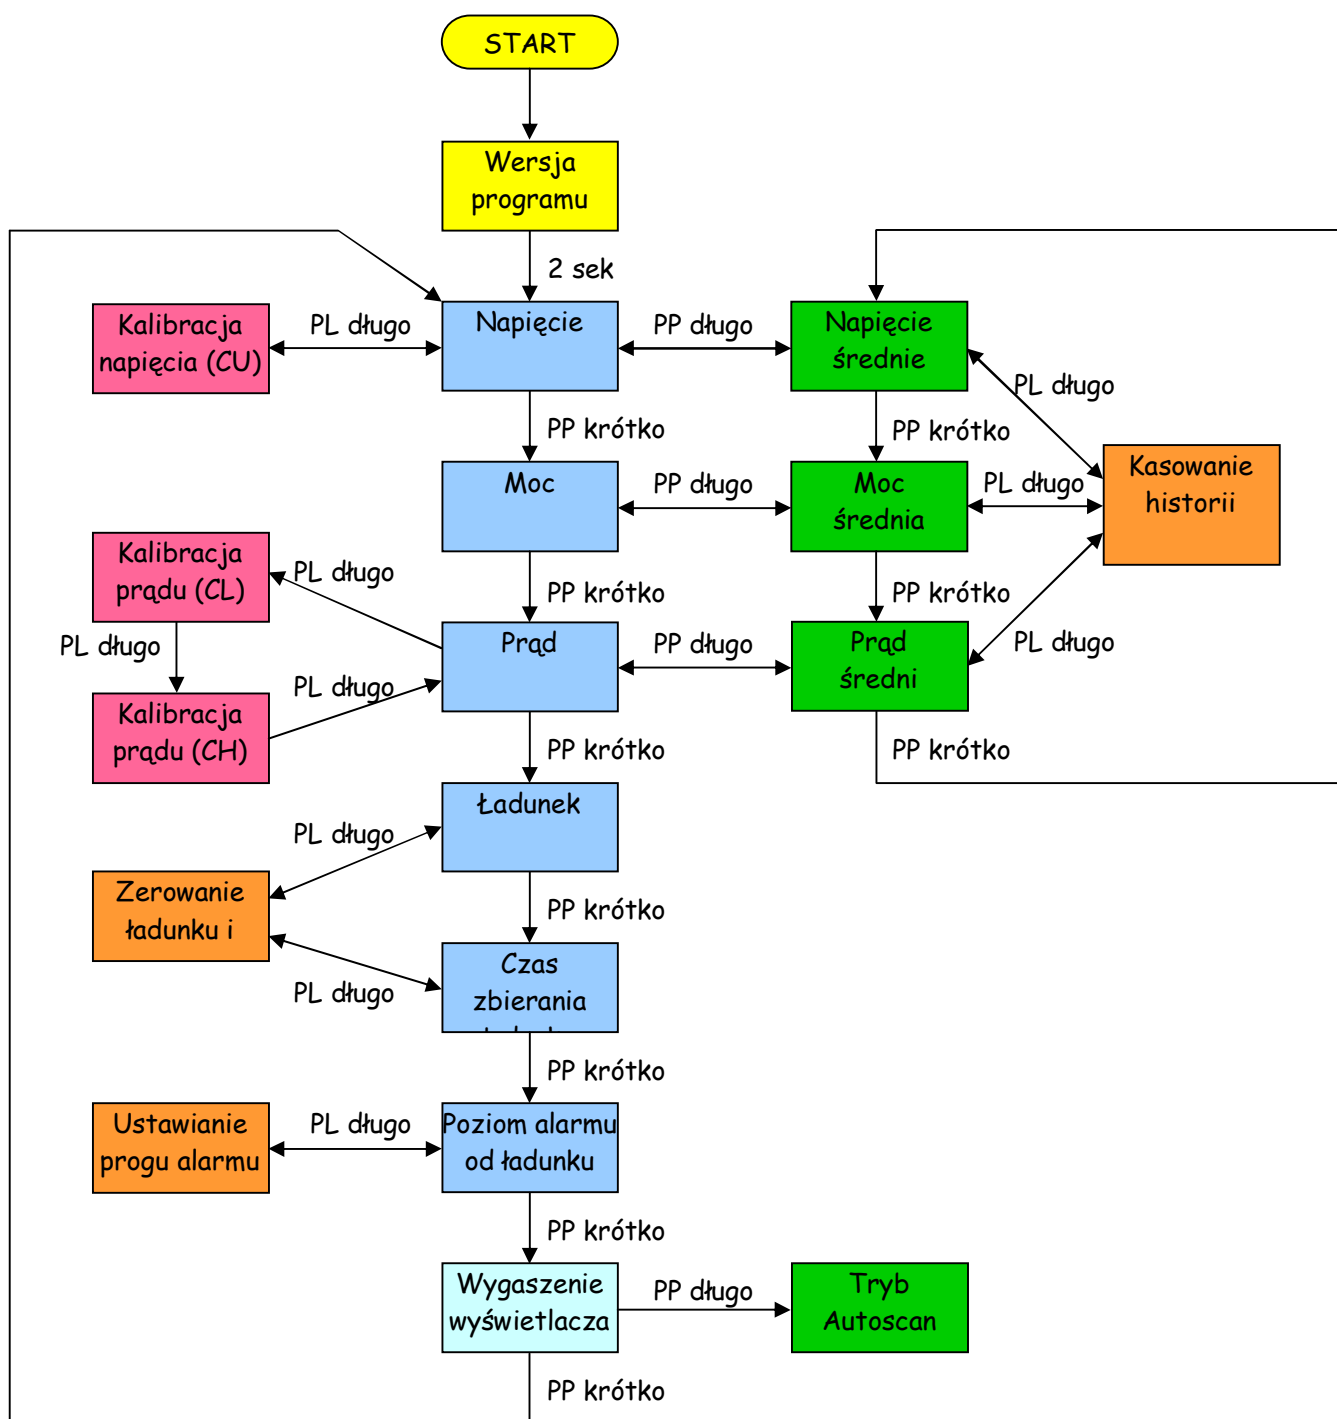 START
Wersja
programu
2 sek
Kalibracja
napięcia (CU)
PL długo
Napięcie
PP długo
Napięcie
średnie
PL długo
PP krótko
PP krótko
Moc
PP długo
Moc
średnia
PL długo
Kasowanie
historii
Kalibracja
prądu (CL)
PL długo
PP krótko
PP krótko
PL długo
Prąd
PP długo
Prąd
średni
PL długo
Kalibracja
prądu (CH)
PL długo
PP krótko
PP krótko
Ładunek
PL długo
Zerowanie
ładunku i
PP krótko
PL długo
Czas
zbierania
PP krótko
Ustawianie
progu alarmu
PL długo
Poziom alarmu
od ładunku
PP krótko
Wygaszenie
wyświetlacza
PP długo
Tryb
Autoscan
PP krótko